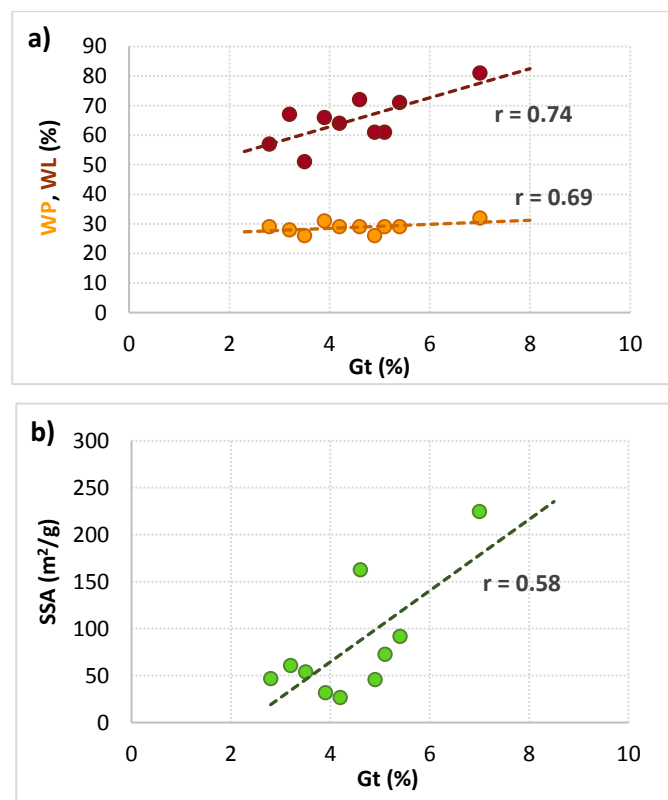 a)
90
80
70
60
50
40
30
20
10
0
WP, WL (%)
r = 0.74
r = 0.69
0 2 4 6 8 10
Gt (%)
b)
300
250
200
150
100
50
0
SSA (m²/g)
r = 0.58
0 2 4 6 8 10
Gt (%)